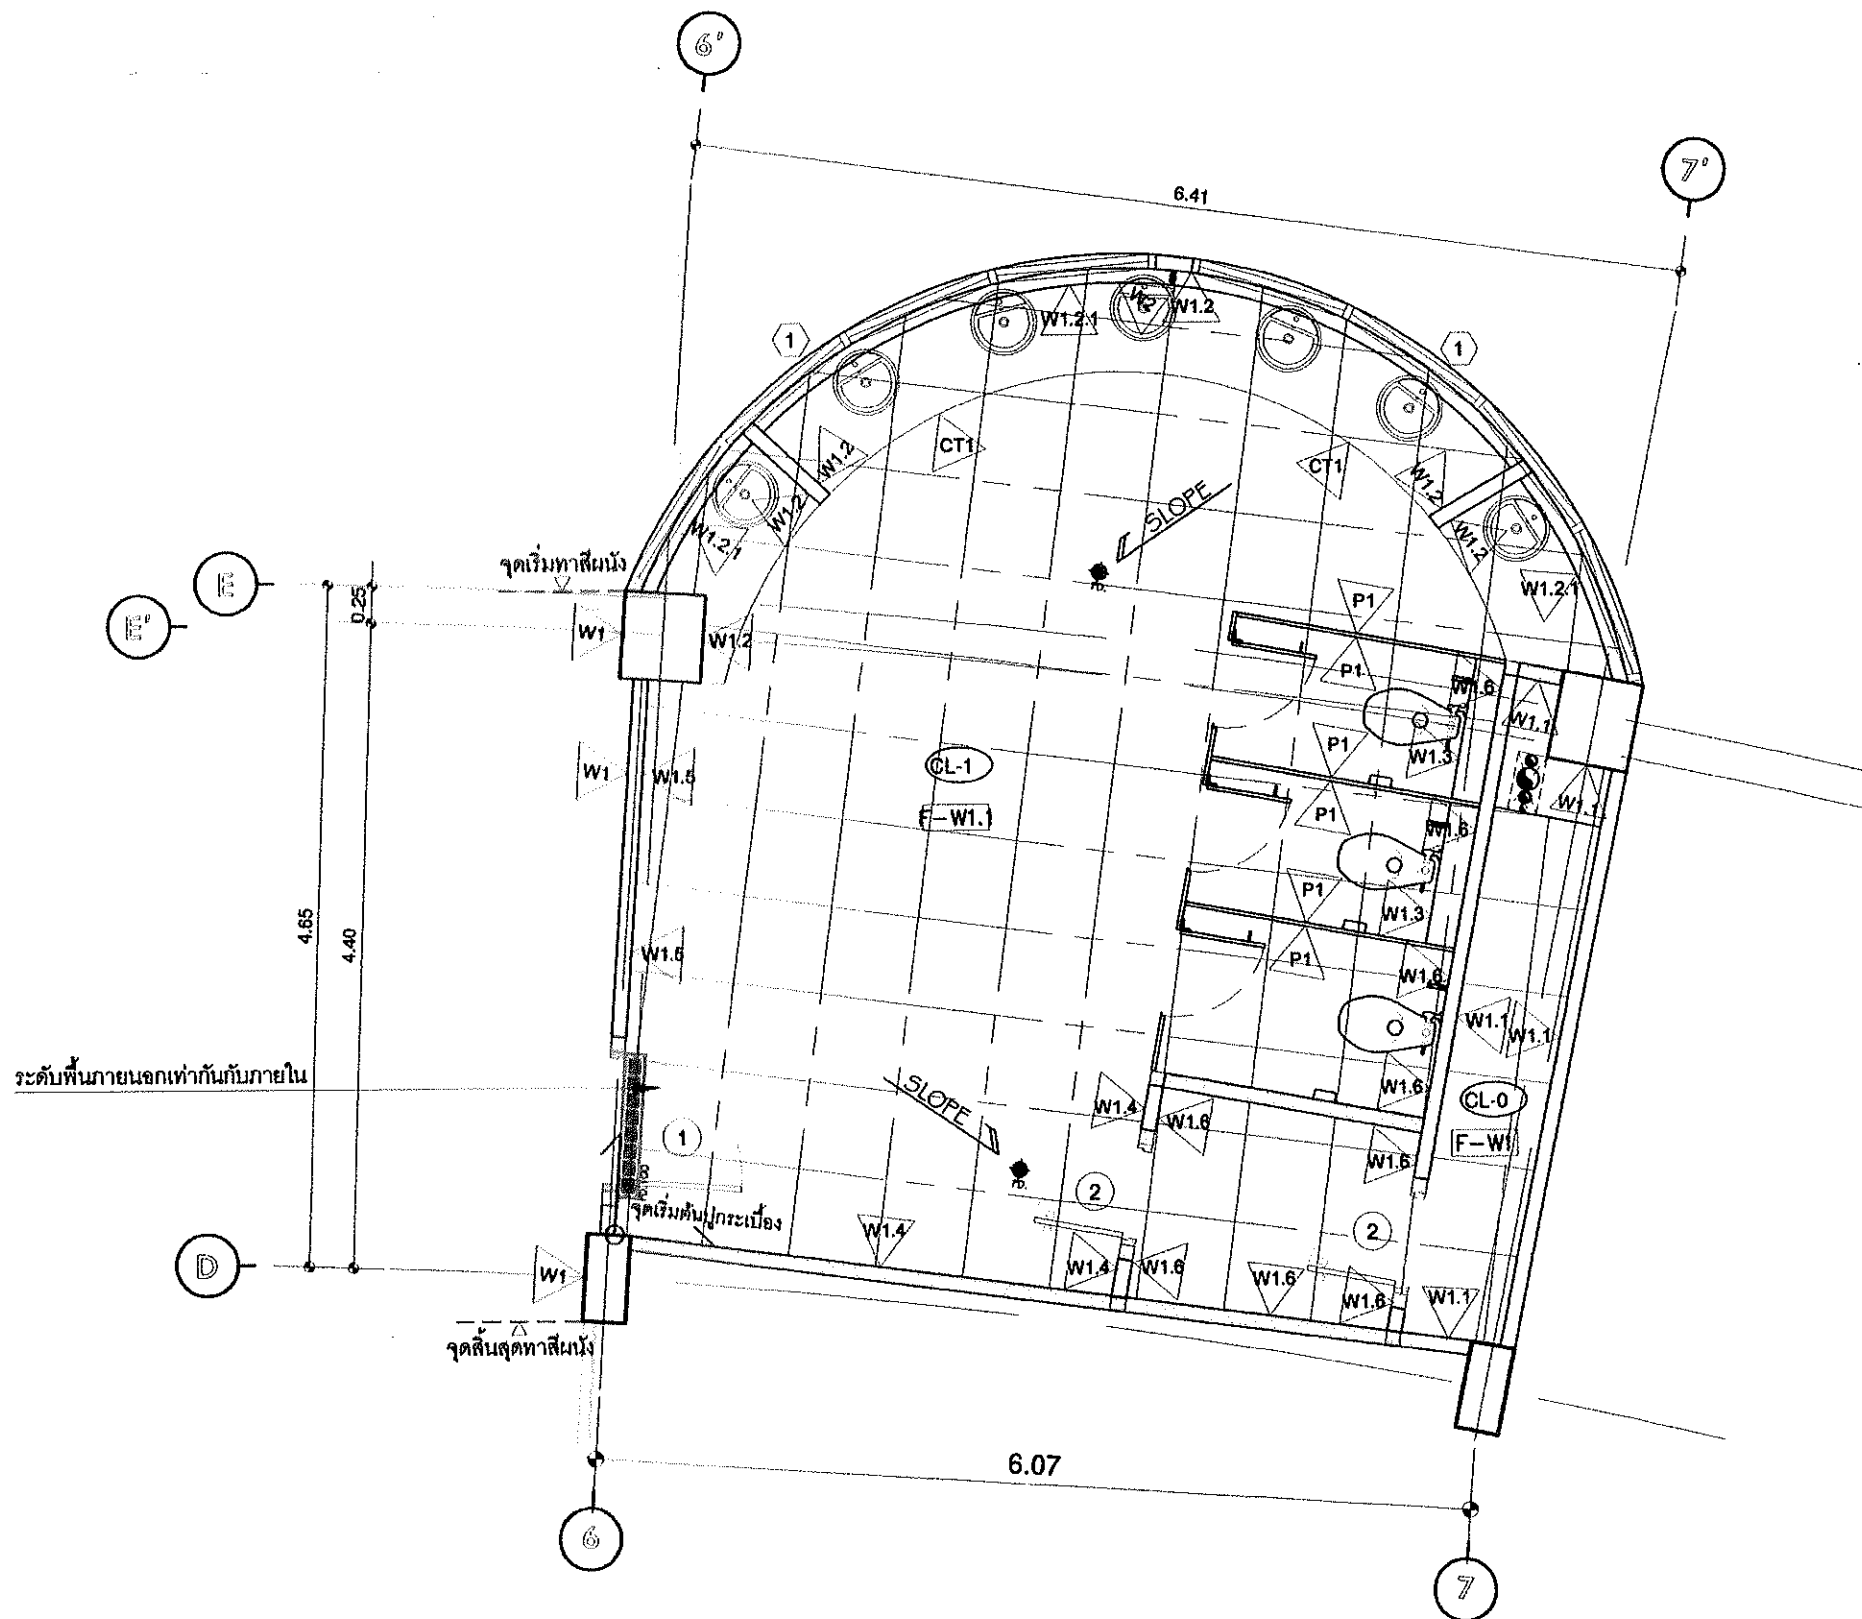 6'
7'
6.41
1
W1.2.1
W2
W1.2
1
CT1
CT1
W1.2
W1.2
W1.2
W1.2
W1.2.1
W1.2.1
SLOPE
FD.
จุดเริ่มทาสีผนัง
E
E'
0.25
W1
W1.2
P1
P1
W1.6
W1.1
P1
W1.3
W1
W1.5
CL-1
F-W1.1
P1
W1.6
W1.1
P1
W1.3
4.65
4.40
W1.5
P1
W1.6
W1.1
W1.1
ระดับพื้นภายนอกเท่ากันกับภายใน
SLOPE
W1.4
W1.6
W1.6
CL-0
F-W1
1
W1.6
FD.
2
2
จุดเริ่มต้นปูกระเบื้อง
W1.4
D
W1
W1.4
W1.6
W1.6
W1.6
W1.1
จุดสิ้นสุดทาสีผนัง
6.07
6
7